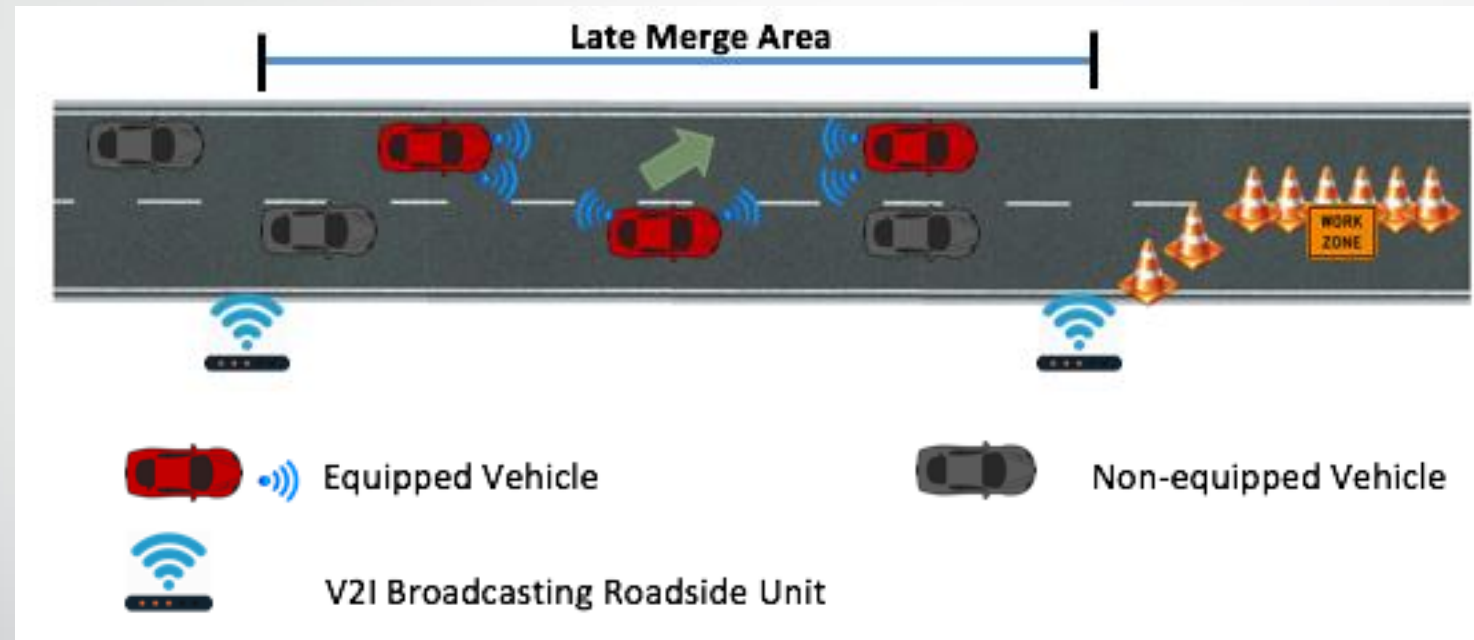 Late Merge Area
WORK
ZONE
Equipped Vehicle
Non-equipped Vehicle
V2I Broadcasting Roadside Unit